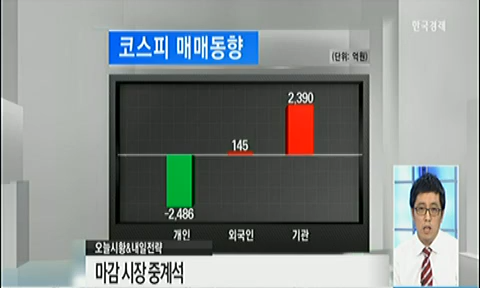 한국경제
코스피 매매동향
(단위: 억원)
2,390
145
-2,486
개인
외국인
기관
오늘시황&내일전략
마감 시장 중계석